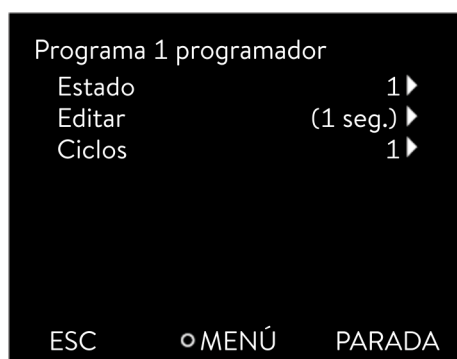 Programa 1 programador
Estado 1
Editar (1 seg.)
Ciclos 1
ESC MENÚ PARADA